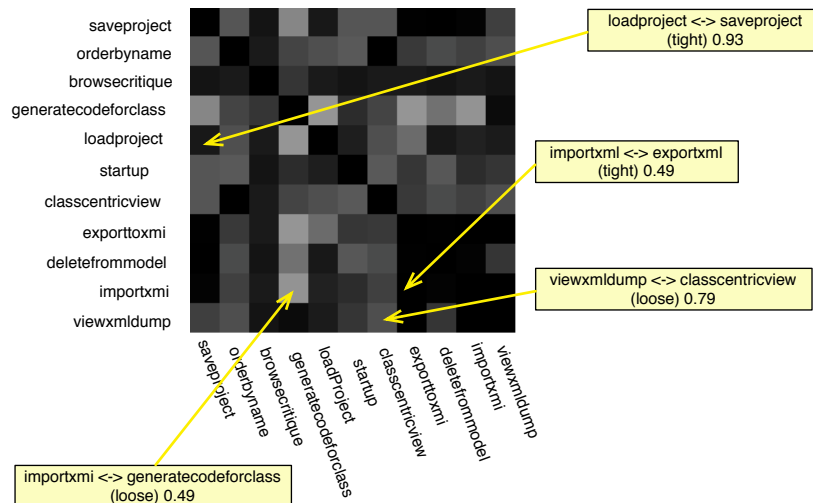 saveproject
orderbyname
browsecritique
generatecodeforclass
loadproject
startup
classcentricview
exporttoxmi
deletefrommodel
importxmi
viewxmldump
loadproject <-> saveproject
(tight) 0.93
importxml <-> exportxml
(tight) 0.49
viewxmldump <-> classcentricview
(loose) 0.79
saveproject
orderbyname
browsecritique
generatecodeforclass
loadProject
startup
classcentricview
exporttoxmi
deletefrommodel
importxmi
viewxmldump
importxmi <-> generatecodeforclass
(loose) 0.49